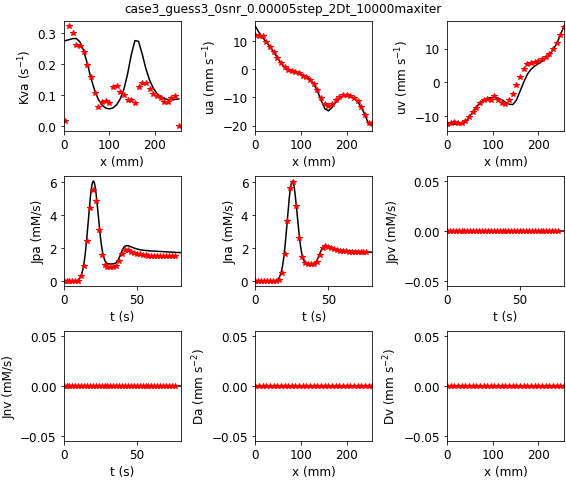 case3_guess3_0snr_0.00005step_2Dt_10000maxiter
Kva (s⁻¹)
0.3
0.2
0.1
0.0
0 100 200
x (mm)
ua (mm s⁻¹)
10
0
−10
−20
0 100 200
x (mm)
uv (mm s⁻¹)
10
0
−10
0 100 200
x (mm)
Jpa (mM/s)
6
4
2
0
0 50
t (s)
Jna (mM/s)
6
4
2
0
0 50
t (s)
Jpv (mM/s)
0.05
0.00
−0.05
0 50
t (s)
Jnv (mM/s)
0.05
0.00
−0.05
0 50
t (s)
Da (mm s⁻²)
0.05
0.00
−0.05
0 100 200
x (mm)
Dv (mm s⁻²)
0.05
0.00
−0.05
0 100 200
x (mm)